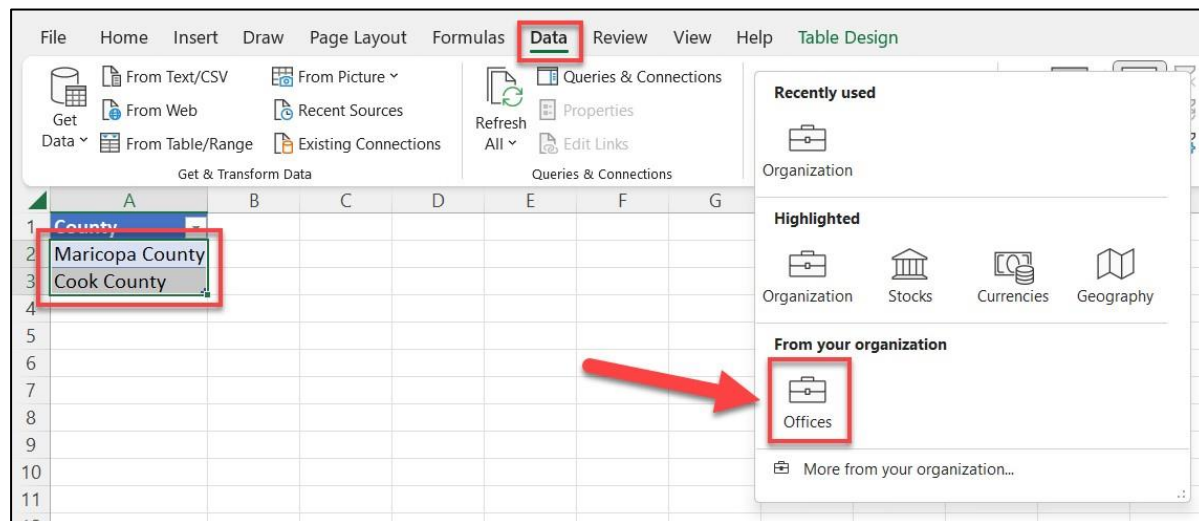 File Home Insert Draw Page Layout Formulas Data Review View Help Table Design
Get Data
From Text/CSV
From Web
From Table/Range
From Picture
Recent Sources
Existing Connections
Get & Transform Data
Refresh All
Queries & Connections
Properties
Edit Links
Queries & Connections
Recently used
Organization
Highlighted
Organization Stocks Currencies Geography
From your organization
Offices
More from your organization...
A B C D E F G
1 County
2 Maricopa County
3 Cook County
4
5
6
7
8
9
10
11